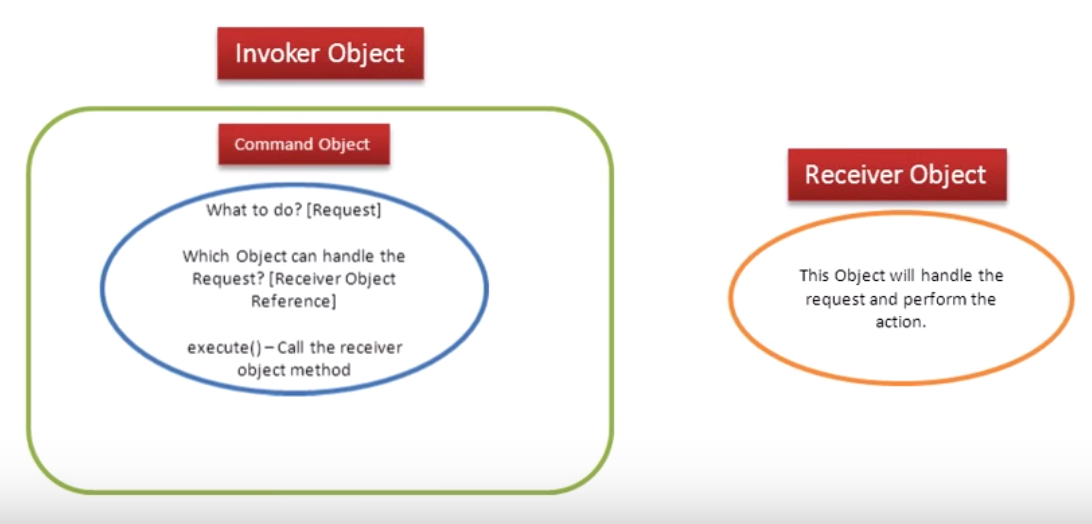 Invoker Object
Command Object
What to do? [Request]
Which Object can handle the
Request? [Receiver Object
Reference]
execute() – Call the receiver
object method
Receiver Object
This Object will handle the
request and perform the
action.